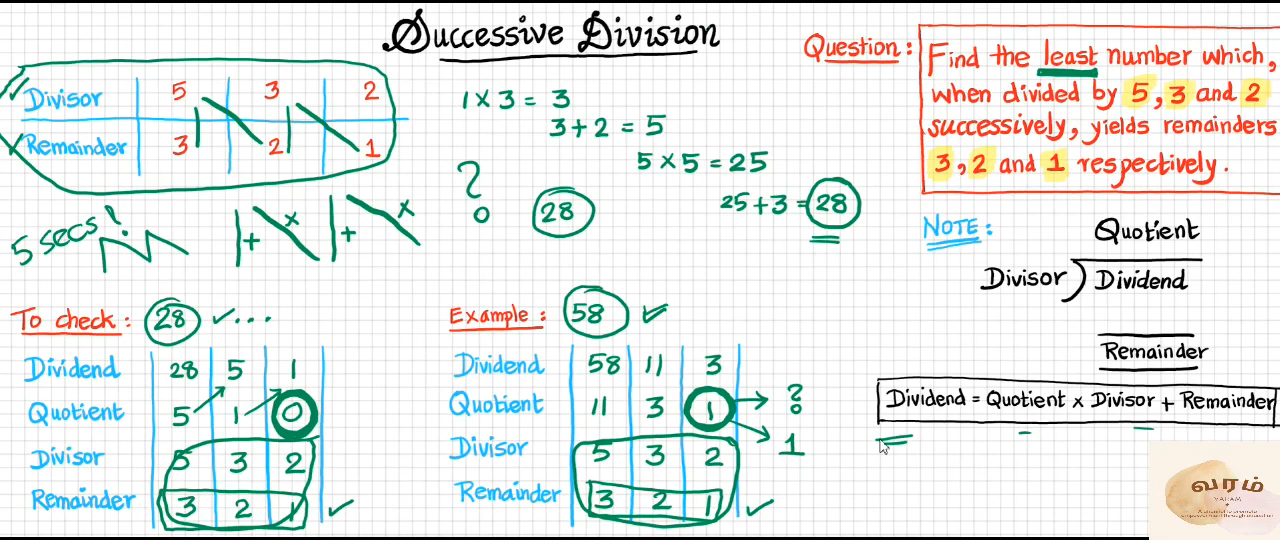 Successive Division
Divisor 5 3 2
Remainder 3 2 1
1 x 3 = 3
3 + 2 = 5
5 x 5 = 25
25 + 3 = 28
?
28
5 secs!
+ x + x
Question:
Find the least number which,
when divided by 5, 3 and 2
successively, yields remainders
3, 2 and 1 respectively.
NOTE:
Quotient
Divisor) Dividend
Remainder
Dividend = Quotient x Divisor + Remainder
To check: 28 ✓...
Dividend 28 5 1
Quotient 5 1 0
Divisor 5 3 2
Remainder 3 2 1 ✓
Example: 58 ✓
Dividend 58 11 3
Quotient 11 3 1 → ?
→ 1
Divisor 5 3 2
Remainder 3 2 1 ✓
வரம்
VARAM